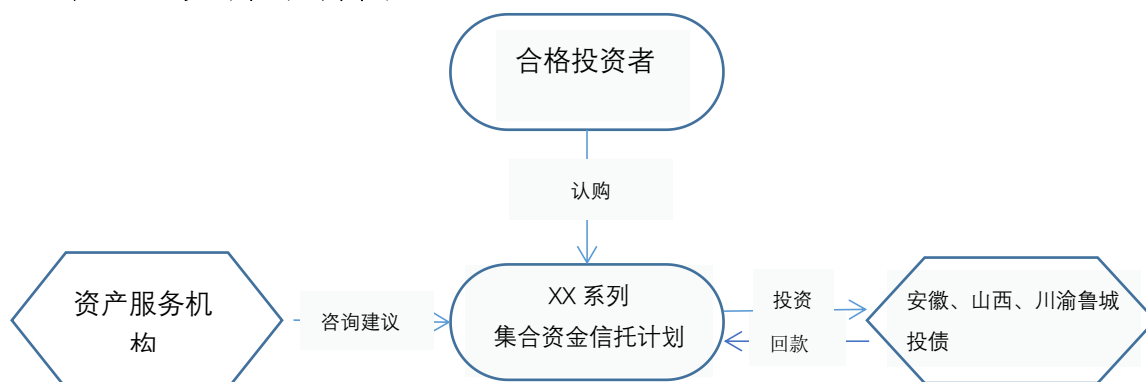 合格投资者
认购
资产服务机
构
咨询建议
XX 系列
集合资金信托计划
投资
回款
安徽、山西、川渝鲁城
投债